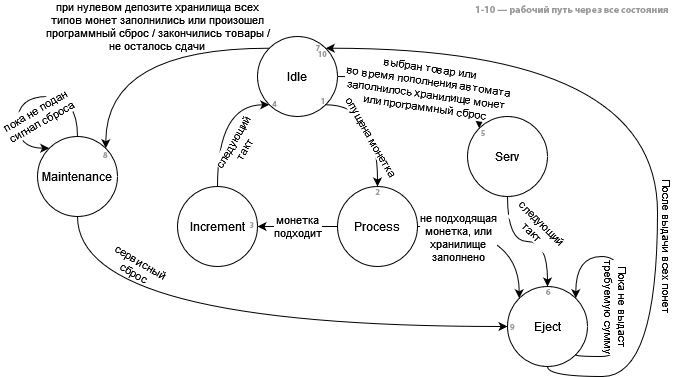 1-10 — рабочий путь через все состояния
при нулевом депозите хранилища всех
типов монет заполнились или произошел
программный сброс / закончились товары /
не осталось сдачи
7
10
Idle
4
1
выбран товар или
во время пополнения автомата
заполнилось хранилище монет
или программный сброс
пока не подан
сигнал сброса
Maintenance
8
следующий
такт
опущена монетка
5
Serv
2
Increment
3
монетка
подходит
Process
не подходящая
монетка, или
хранилище
заполнено
следующий
такт
После выдачи всех понет
сервисный
сброс
6
9
Eject
Пока не выдаст
требуемую сумму